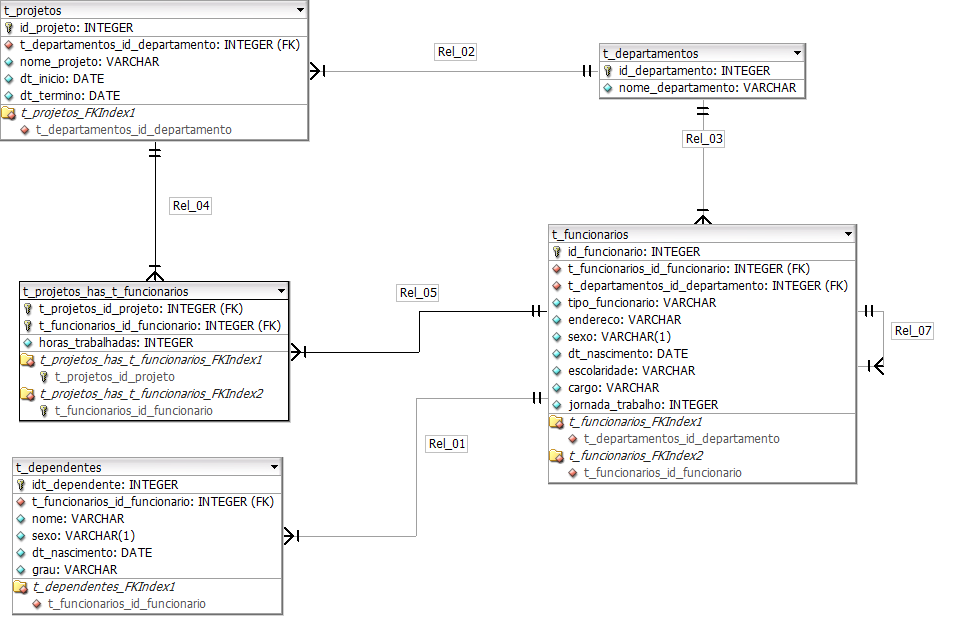 t_projetos
id_projeto: INTEGER
t_departamentos_id_departamento: INTEGER (FK)
nome_projeto: VARCHAR
dt_inicio: DATE
dt_termino: DATE
t_projetos_FKIndex1
t_departamentos_id_departamento
Rel_02
t_departamentos
id_departamento: INTEGER
nome_departamento: VARCHAR
Rel_03
Rel_04
t_projetos_has_t_funcionarios
t_projetos_id_projeto: INTEGER (FK)
t_funcionarios_id_funcionario: INTEGER (FK)
horas_trabalhadas: INTEGER
t_projetos_has_t_funcionarios_FKIndex1
t_projetos_id_projeto
t_projetos_has_t_funcionarios_FKIndex2
t_funcionarios_id_funcionario
Rel_05
t_funcionarios
id_funcionario: INTEGER
t_funcionarios_id_funcionario: INTEGER (FK)
t_departamentos_id_departamento: INTEGER (FK)
tipo_funcionario: VARCHAR
endereco: VARCHAR
sexo: VARCHAR(1)
dt_nascimento: DATE
escolaridade: VARCHAR
cargo: VARCHAR
jornada_trabalho: INTEGER
t_funcionarios_FKIndex1
t_departamentos_id_departamento
t_funcionarios_FKIndex2
t_funcionarios_id_funcionario
Rel_07
Rel_01
t_dependentes
idt_dependente: INTEGER
t_funcionarios_id_funcionario: INTEGER (FK)
nome: VARCHAR
sexo: VARCHAR(1)
dt_nascimento: DATE
grau: VARCHAR
t_dependentes_FKIndex1
t_funcionarios_id_funcionario